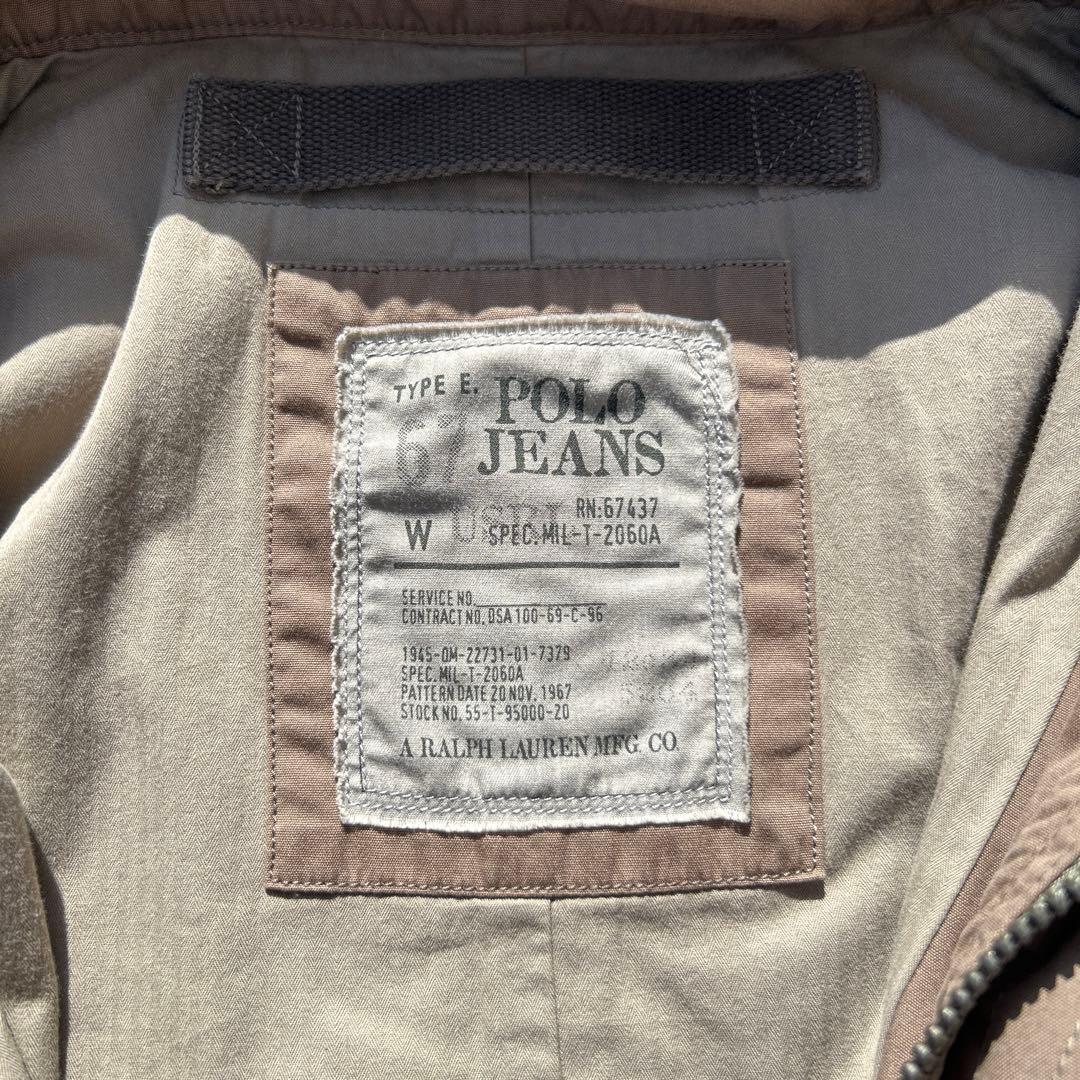 TYPE E. POLO
67 JEANS
RN:67437
W USRL SPEC.MIL-T-2060A
SERVICE NO.
CONTRACT NO. DSA 100-69-C-96
1945-OM-22731-01-7379
SPEC. MIL-T-2060A
PATTERN DATE 20 NOV. 1967
STOCK NO. 55-T-95000-20
A RALPH LAUREN MFG. CO.